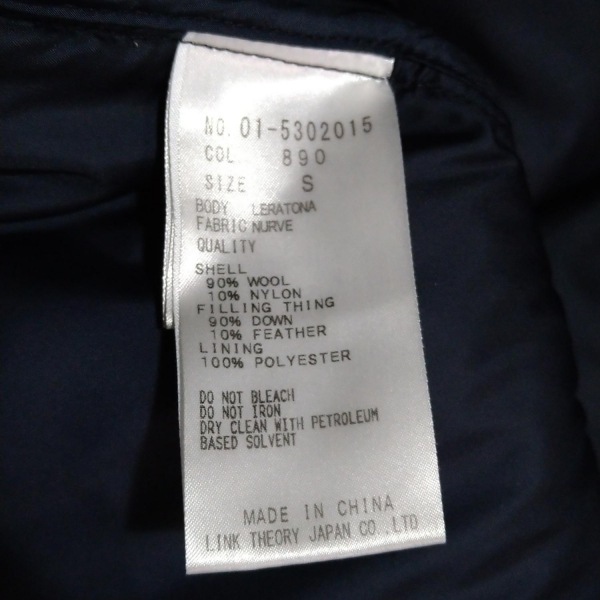 NO. 01-5302015
COL 890
SIZE S
BODY LERATONA
FABRIC NURVE
QUALITY
SHELL
90% WOOL
10% NYLON
FILLING THING
90% DOWN
10% FEATHER
LINING
100% POLYESTER
DO NOT BLEACH
DO NOT IRON
DRY CLEAN WITH PETROLEUM
BASED SOLVENT
MADE IN CHINA
LINK THEORY JAPAN CO. LTD